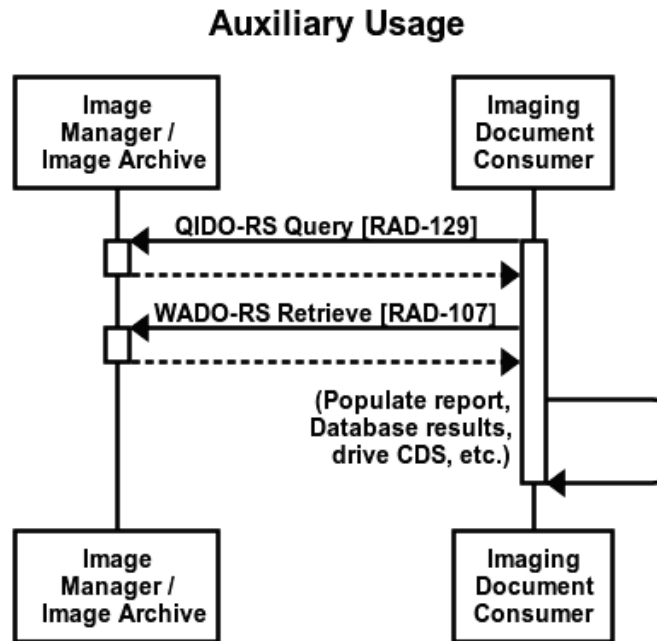 Auxiliary Usage
Image
Manager /
Image Archive
Imaging
Document
Consumer
QIDO-RS Query [RAD-129]
WADO-RS Retrieve [RAD-107]
(Populate report,
Database results,
drive CDS, etc.)
Image
Manager /
Image Archive
Imaging
Document
Consumer